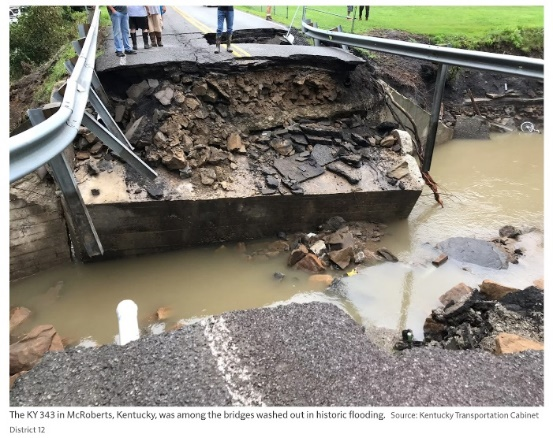 The KY 343 in McRoberts, Kentucky, was among the bridges washed out in historic flooding. Source: Kentucky Transportation Cabinet
District 12